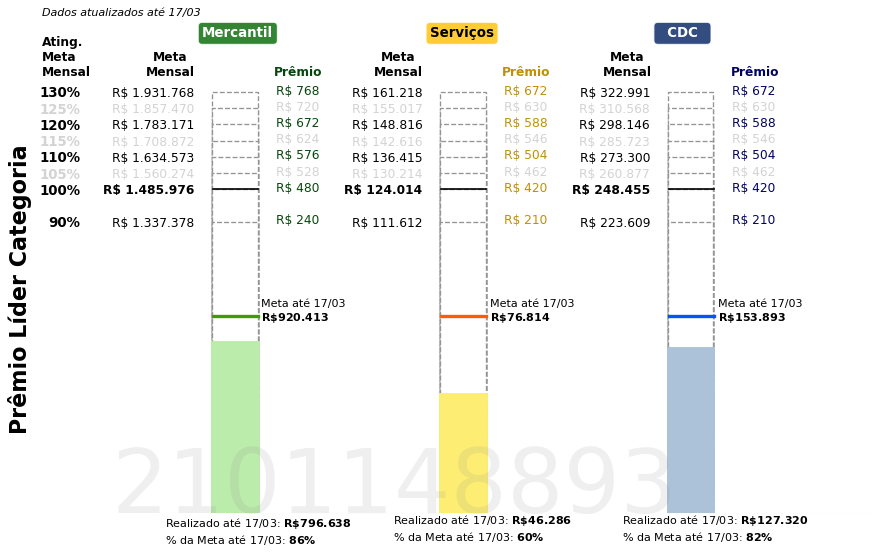 Dados atualizados até 17/03
Mercantil Serviços CDC
Ating.
Meta Meta Meta Meta
Mensal Mensal Prêmio Mensal Prêmio Mensal Prêmio
130% R$ 1.931.768 R$ 768 R$ 161.218 R$ 672 R$ 322.991 R$ 672
125% R$ 1.857.470 R$ 720 R$ 155.017 R$ 630 R$ 310.568 R$ 630
120% R$ 1.783.171 R$ 672 R$ 148.816 R$ 588 R$ 298.146 R$ 588
115% R$ 1.708.872 R$ 624 R$ 142.616 R$ 546 R$ 285.723 R$ 546
110% R$ 1.634.573 R$ 576 R$ 136.415 R$ 504 R$ 273.300 R$ 504
105% R$ 1.560.274 R$ 528 R$ 130.214 R$ 462 R$ 260.877 R$ 462
100% R$ 1.485.976 R$ 480 R$ 124.014 R$ 420 R$ 248.455 R$ 420
90% R$ 1.337.378 R$ 240 R$ 111.612 R$ 210 R$ 223.609 R$ 210
Prêmio Líder Categoria
Meta até 17/03 Meta até 17/03 Meta até 17/03
R$920.413 R$76.814 R$153.893
2101148893
Realizado até 17/03: R$796.638 Realizado até 17/03: R$46.286 Realizado até 17/03: R$127.320
% da Meta até 17/03: 86% % da Meta até 17/03: 60% % da Meta até 17/03: 82%